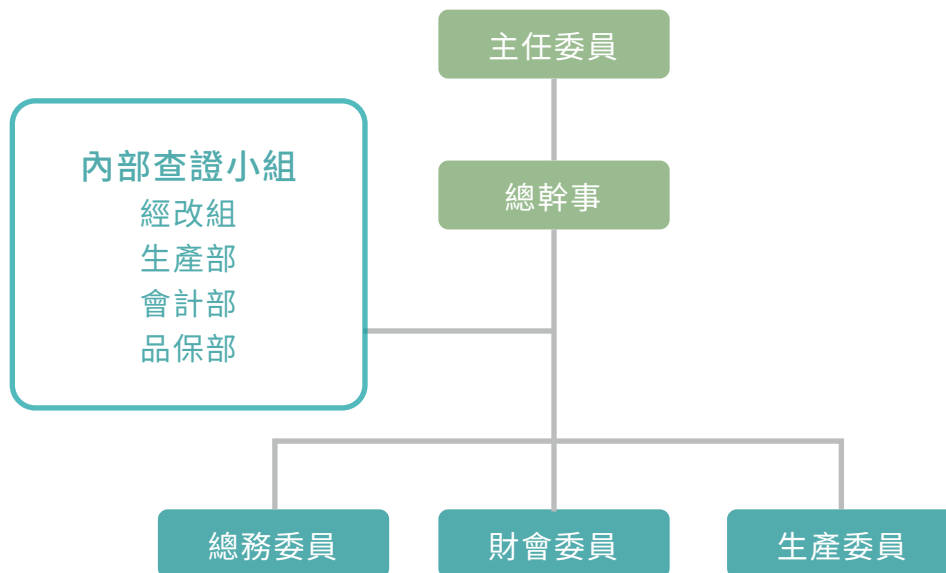 主任委員
內部查證小組
經改組
生產部
會計部
品保部
總幹事
總務委員
財會委員
生產委員